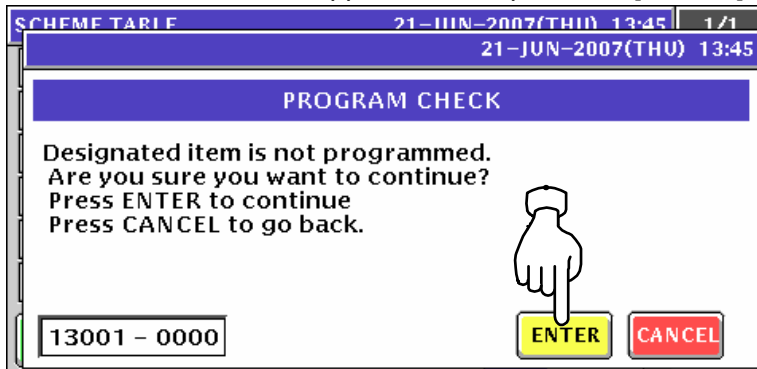 SCHEME TABLE 21-JUN-2007(THU) 13:45 1/1
21-JUN-2007(THU) 13:45
PROGRAM CHECK
Designated item is not programmed.
Are you sure you want to continue?
Press ENTER to continue
Press CANCEL to go back.
13001 - 0000 ENTER CANCEL